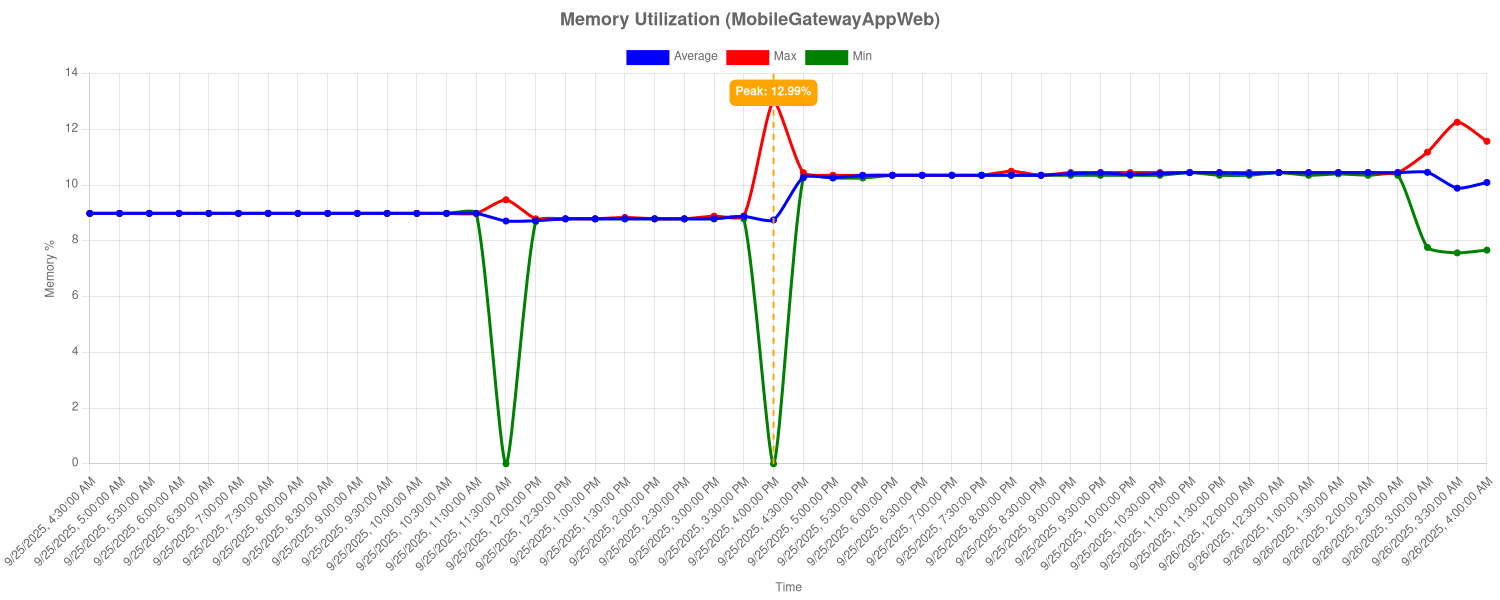 Memory Utilization (MobileGatewayAppWeb)
Average Max Min
Peak: 12.99%
14
12
10
8
6
4
2
0
Memory %
9/25/2025, 4:30:00 AM
9/25/2025, 5:00:00 AM
9/25/2025, 5:30:00 AM
9/25/2025, 6:00:00 AM
9/25/2025, 6:30:00 AM
9/25/2025, 7:00:00 AM
9/25/2025, 7:30:00 AM
9/25/2025, 8:00:00 AM
9/25/2025, 8:30:00 AM
9/25/2025, 9:00:00 AM
9/25/2025, 9:30:00 AM
9/25/2025, 10:00:00 AM
9/25/2025, 10:30:00 AM
9/25/2025, 11:00:00 AM
9/25/2025, 11:30:00 AM
9/25/2025, 12:00:00 PM
9/25/2025, 12:30:00 PM
9/25/2025, 1:00:00 PM
9/25/2025, 1:30:00 PM
9/25/2025, 2:00:00 PM
9/25/2025, 2:30:00 PM
9/25/2025, 3:00:00 PM
9/25/2025, 3:30:00 PM
9/25/2025, 4:00:00 PM
9/25/2025, 4:30:00 PM
9/25/2025, 5:00:00 PM
9/25/2025, 5:30:00 PM
9/25/2025, 6:00:00 PM
9/25/2025, 6:30:00 PM
9/25/2025, 7:00:00 PM
9/25/2025, 7:30:00 PM
9/25/2025, 8:00:00 PM
9/25/2025, 8:30:00 PM
9/25/2025, 9:00:00 PM
9/25/2025, 9:30:00 PM
9/25/2025, 10:00:00 PM
9/25/2025, 10:30:00 PM
9/25/2025, 11:00:00 PM
9/25/2025, 11:30:00 PM
9/26/2025, 12:00:00 AM
9/26/2025, 12:30:00 AM
9/26/2025, 1:00:00 AM
9/26/2025, 1:30:00 AM
9/26/2025, 2:00:00 AM
9/26/2025, 2:30:00 AM
9/26/2025, 3:00:00 AM
9/26/2025, 3:30:00 AM
9/26/2025, 4:00:00 AM
Time